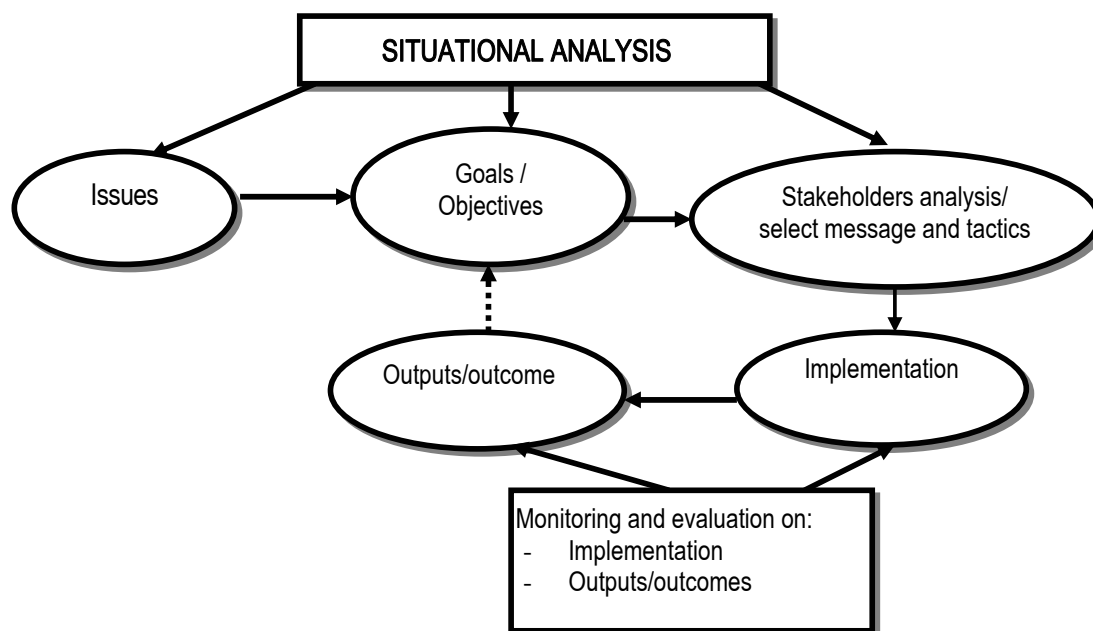 SITUATIONAL ANALYSIS
Issues
Goals /
Objectives
Stakeholders analysis/
select message and tactics
Outputs/outcome
Implementation
Monitoring and evaluation on:
- Implementation
- Outputs/outcomes